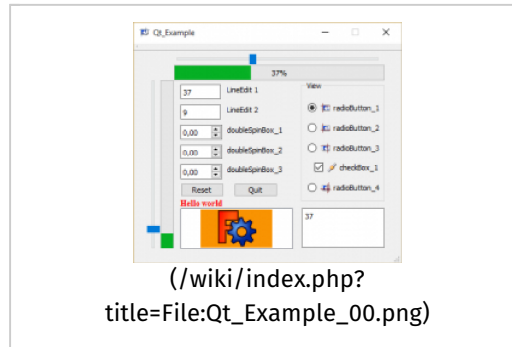 Qt_Example
37%
37 LineEdit 1
9 LineEdit 2
0,00 doubleSpinBox_1
0,00 doubleSpinBox_2
0,00 doubleSpinBox_3
Reset Quit
Hello world
View
radioButton_1
radioButton_2
radioButton_3
checkBox_1
radioButton_4
37
(/wiki/index.php?
title=File:Qt_Example_00.png)